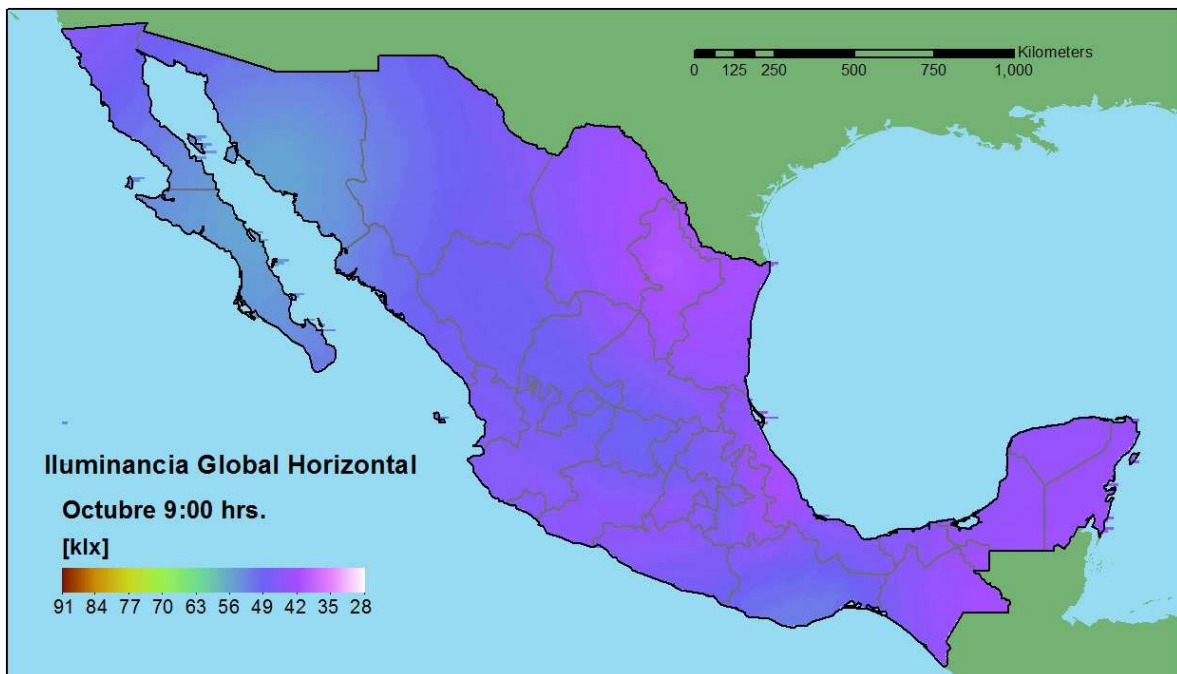 Kilometers
0 125 250 500 750 1,000
Iluminancia Global Horizontal
Octubre 9:00 hrs.
[klx]
91 84 77 70 63 56 49 42 35 28